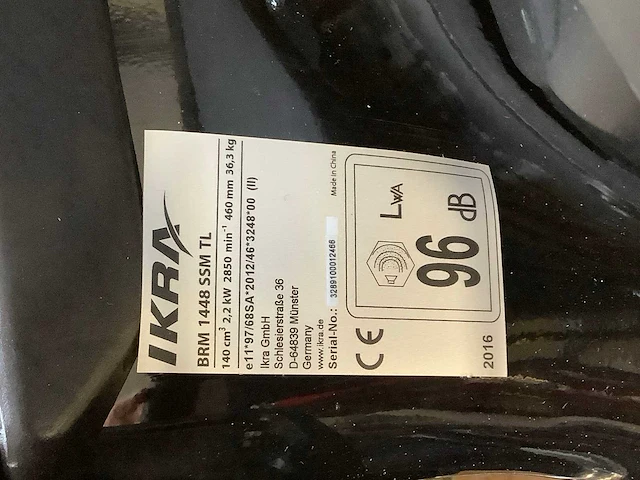 IKRA
BRM 1448 SSM TL
140 cm³ 2,2 kW 2850 min⁻¹ 460 mm 36,3 kg
e11*97/68SA*2012/46*3248*00 (II)
Ikra GmbH
Schlesierstraße 36
D-64839 Münster
Germany
www.ikra.de
Serial-No.: 3289100012466 Made in China
CE
LWA
96 dB
2016